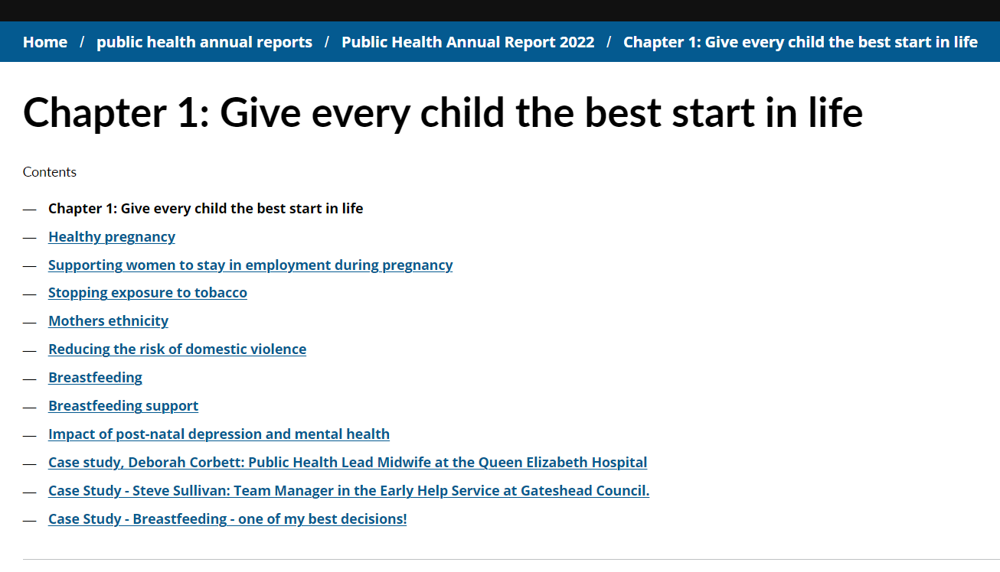 Home / public health annual reports / Public Health Annual Report 2022 / Chapter 1: Give every child the best start in life
Chapter 1: Give every child the best start in life
Contents
— Chapter 1: Give every child the best start in life
— Healthy pregnancy
— Supporting women to stay in employment during pregnancy
— Stopping exposure to tobacco
— Mothers ethnicity
— Reducing the risk of domestic violence
— Breastfeeding
— Breastfeeding support
— Impact of post-natal depression and mental health
— Case study, Deborah Corbett: Public Health Lead Midwife at the Queen Elizabeth Hospital
— Case Study - Steve Sullivan: Team Manager in the Early Help Service at Gateshead Council.
— Case Study - Breastfeeding - one of my best decisions!